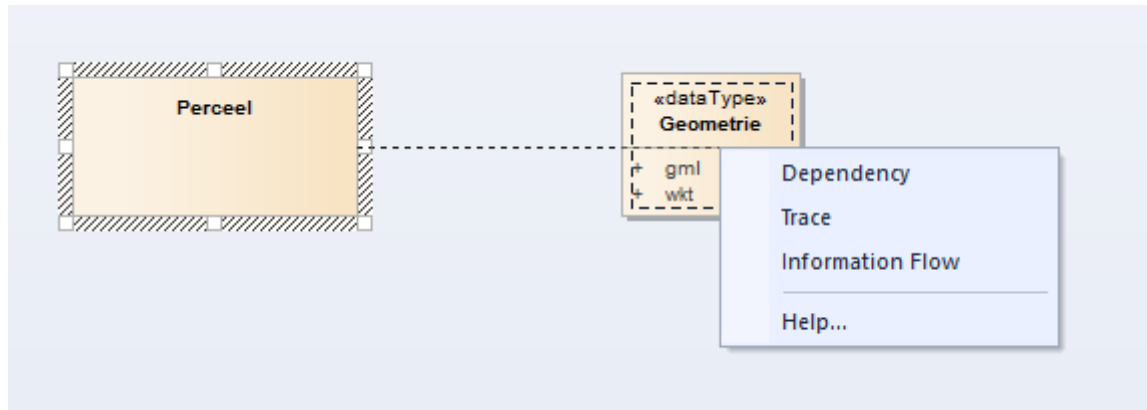 Perceel
«dataType»
Geometrie
+ gml
+ wkt
Dependency
Trace
Information Flow
Help...